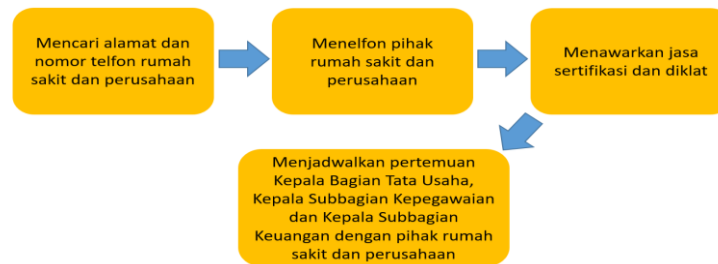 Mencari alamat dan
nomor telfon rumah
sakit dan perusahaan
Menelfon pihak
rumah sakit dan
perusahaan
Menawarkan jasa
sertifikasi dan diklat
Menjadwalkan pertemuan
Kepala Bagian Tata Usaha,
Kepala Subbagian Kepegawaian
dan Kepala Subbagian
Keuangan dengan pihak rumah
sakit dan perusahaan